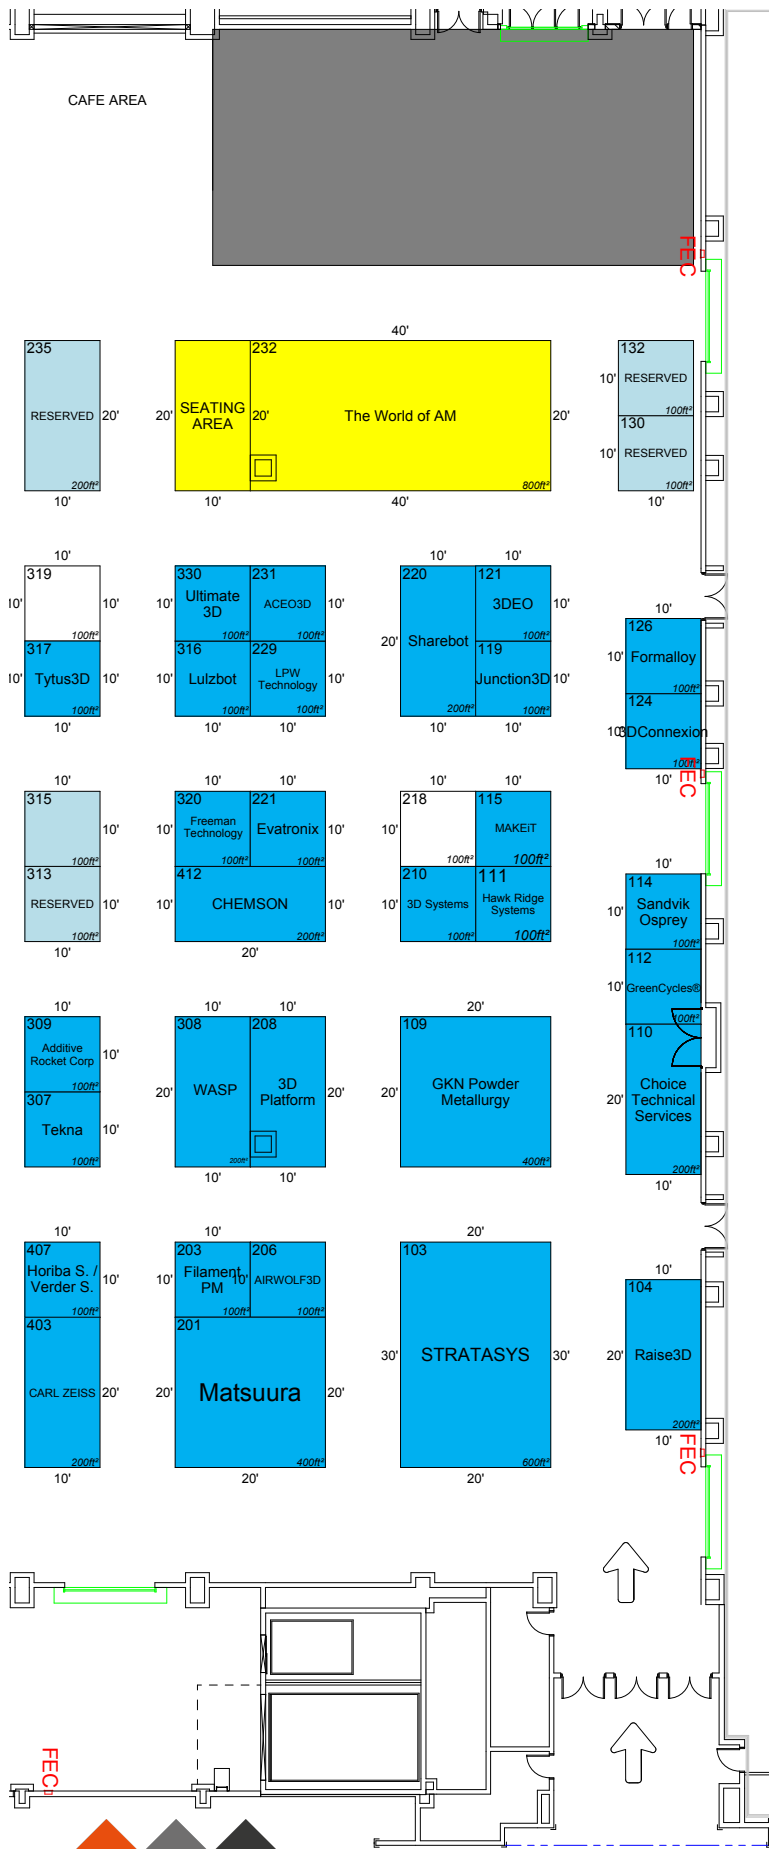 CAFE AREA
FEC
40'
235
RESERVED
20'
200ft²
10'
20'
SEATING
AREA
10'
232
20'
The World of AM
800ft²
20'
40'
132
10'
RESERVED
100ft²
130
10'
RESERVED
100ft²
10'
10'
319
10'
10'
100ft²
317
10'
Tytus3D
10'
100ft²
10'
10'
10'
330
Ultimate
3D
100ft²
231
ACEO3D
10'
100ft²
316
10'
Lulzbot
100ft²
229
LPW
Technology
10'
100ft²
10'
10'
10'
10'
220
20'
Sharebot
200ft²
121
3DEO
10'
100ft²
119
Junction3D
10'
100ft²
10'
10'
10'
126
10'
Formalloy
100ft²
124
10'
3DConnexion
100ft²
10'
FEC
10'
315
10'
100ft²
313
RESERVED
10'
100ft²
10'
10'
10'
320
10'
Freeman
Technology
100ft²
221
Evatronix
10'
100ft²
412
10'
CHEMSON
10'
200ft²
20'
10'
218
100ft²
115
MAKEiT
10'
100ft²
210
10'
3D Systems
100ft²
111
Hawk Ridge
Systems
100ft²
10'
114
10'
Sandvik
Osprey
100ft²
112
10'
GreenCycles®
100ft²
110
20'
Choice
Technical
Services
200ft²
10'
10'
309
Additive
Rocket Corp
10'
100ft²
307
Tekna
10'
100ft²
10'
10'
308
20'
WASP
200ft²
208
3D
Platform
20'
10'
10'
20'
109
20'
GKN Powder
Metallurgy
400ft²
10'
407
Horiba S. /
Verder S.
10'
100ft²
403
CARL ZEISS
20'
200ft²
10'
10'
10'
203
10'
Filament
PM
10'
100ft²
206
AIRWOLF3D
10'
100ft²
201
20'
Matsuura
20'
400ft²
20'
20'
103
30'
STRATASYS
30'
600ft²
20'
104
20'
Raise3D
200ft²
10'
FEC
FEC